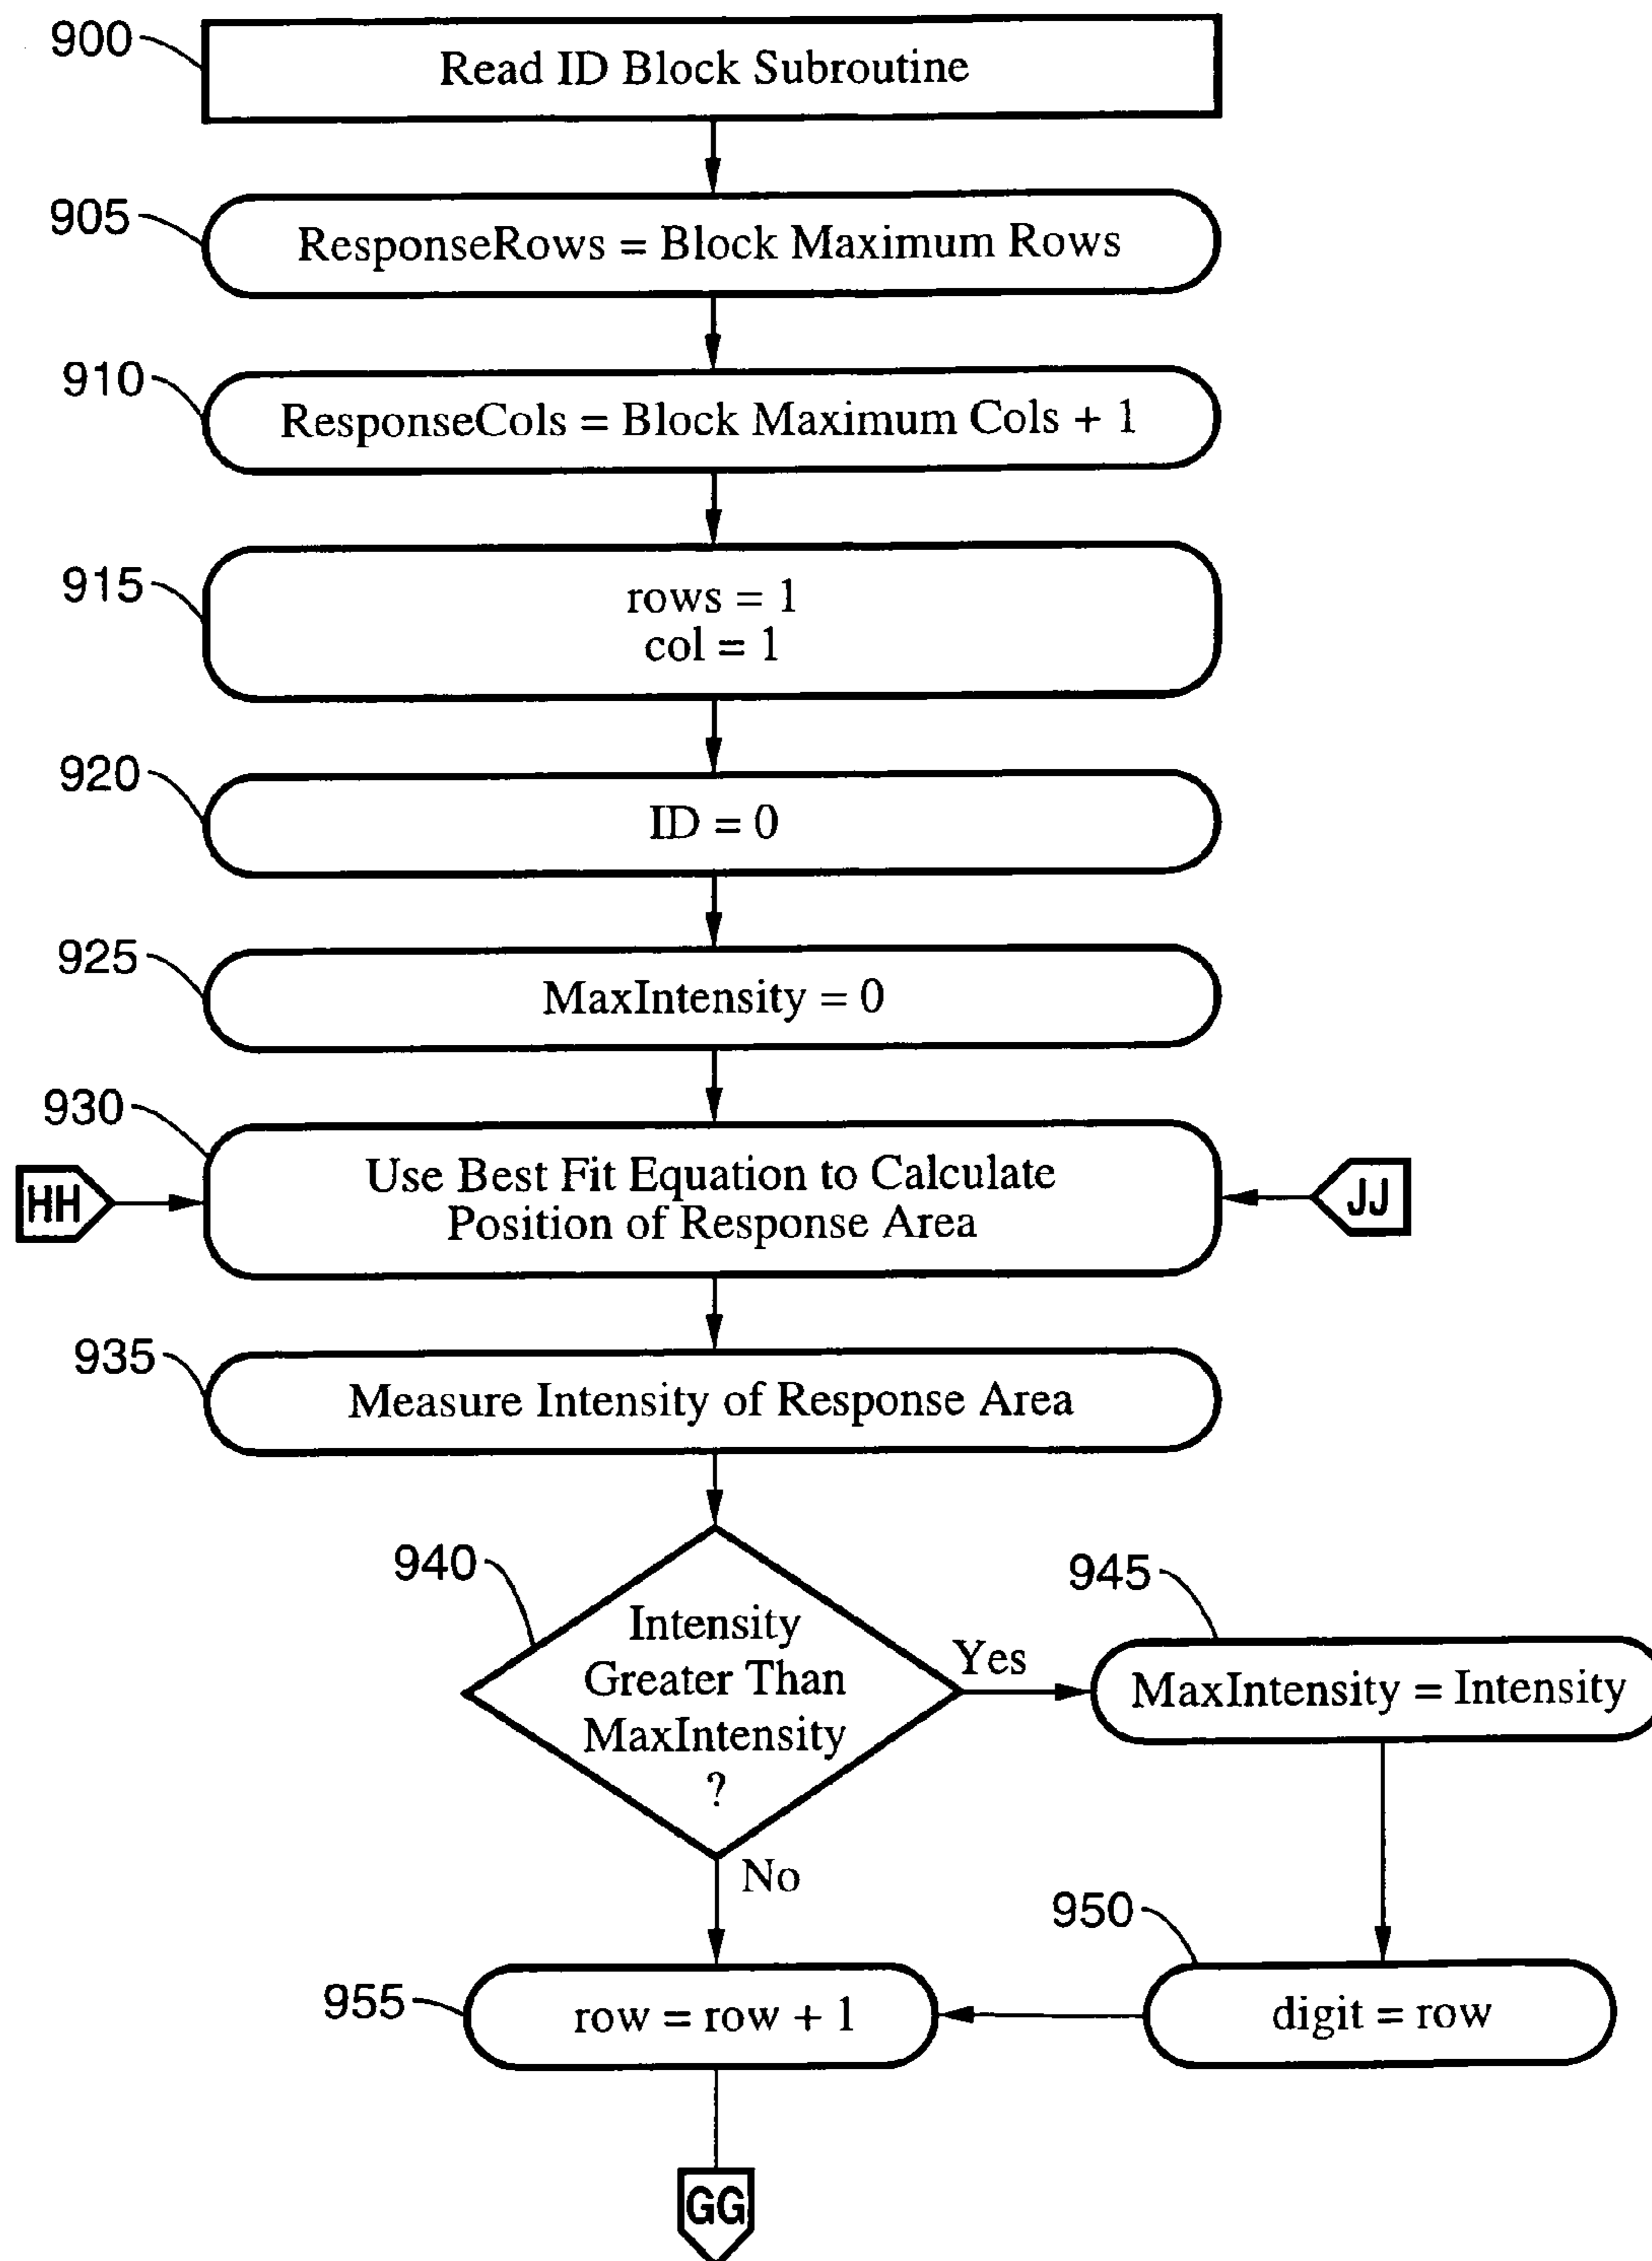 900
Read ID Block Subroutine
905
ResponseRows = Block Maximum Rows
910
ResponseCols = Block Maximum Cols + 1
915
rows = 1
col = 1
920
ID = 0
925
MaxIntensity = 0
930
Use Best Fit Equation to Calculate
Position of Response Area
HH
JJ
935
Measure Intensity of Response Area
940
Intensity
Greater Than
MaxIntensity
?
Yes
945
MaxIntensity = Intensity
No
950
digit = row
955
row = row + 1
GG